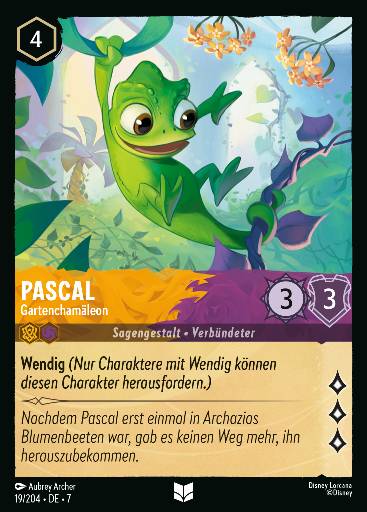 4
PASCAL
Gartenchamäleon
3
3
Sagengestalt • Verbündeter
Wendig (Nur Charaktere mit Wendig können
diesen Charakter herausfordern.)
Nachdem Pascal erst einmal in Archazios
Blumenbeeten war, gab es keinen Weg mehr, ihn
herauszubekommen.
Aubrey Archer
19/204 • DE • 7
Disney Lorcana
©Disney